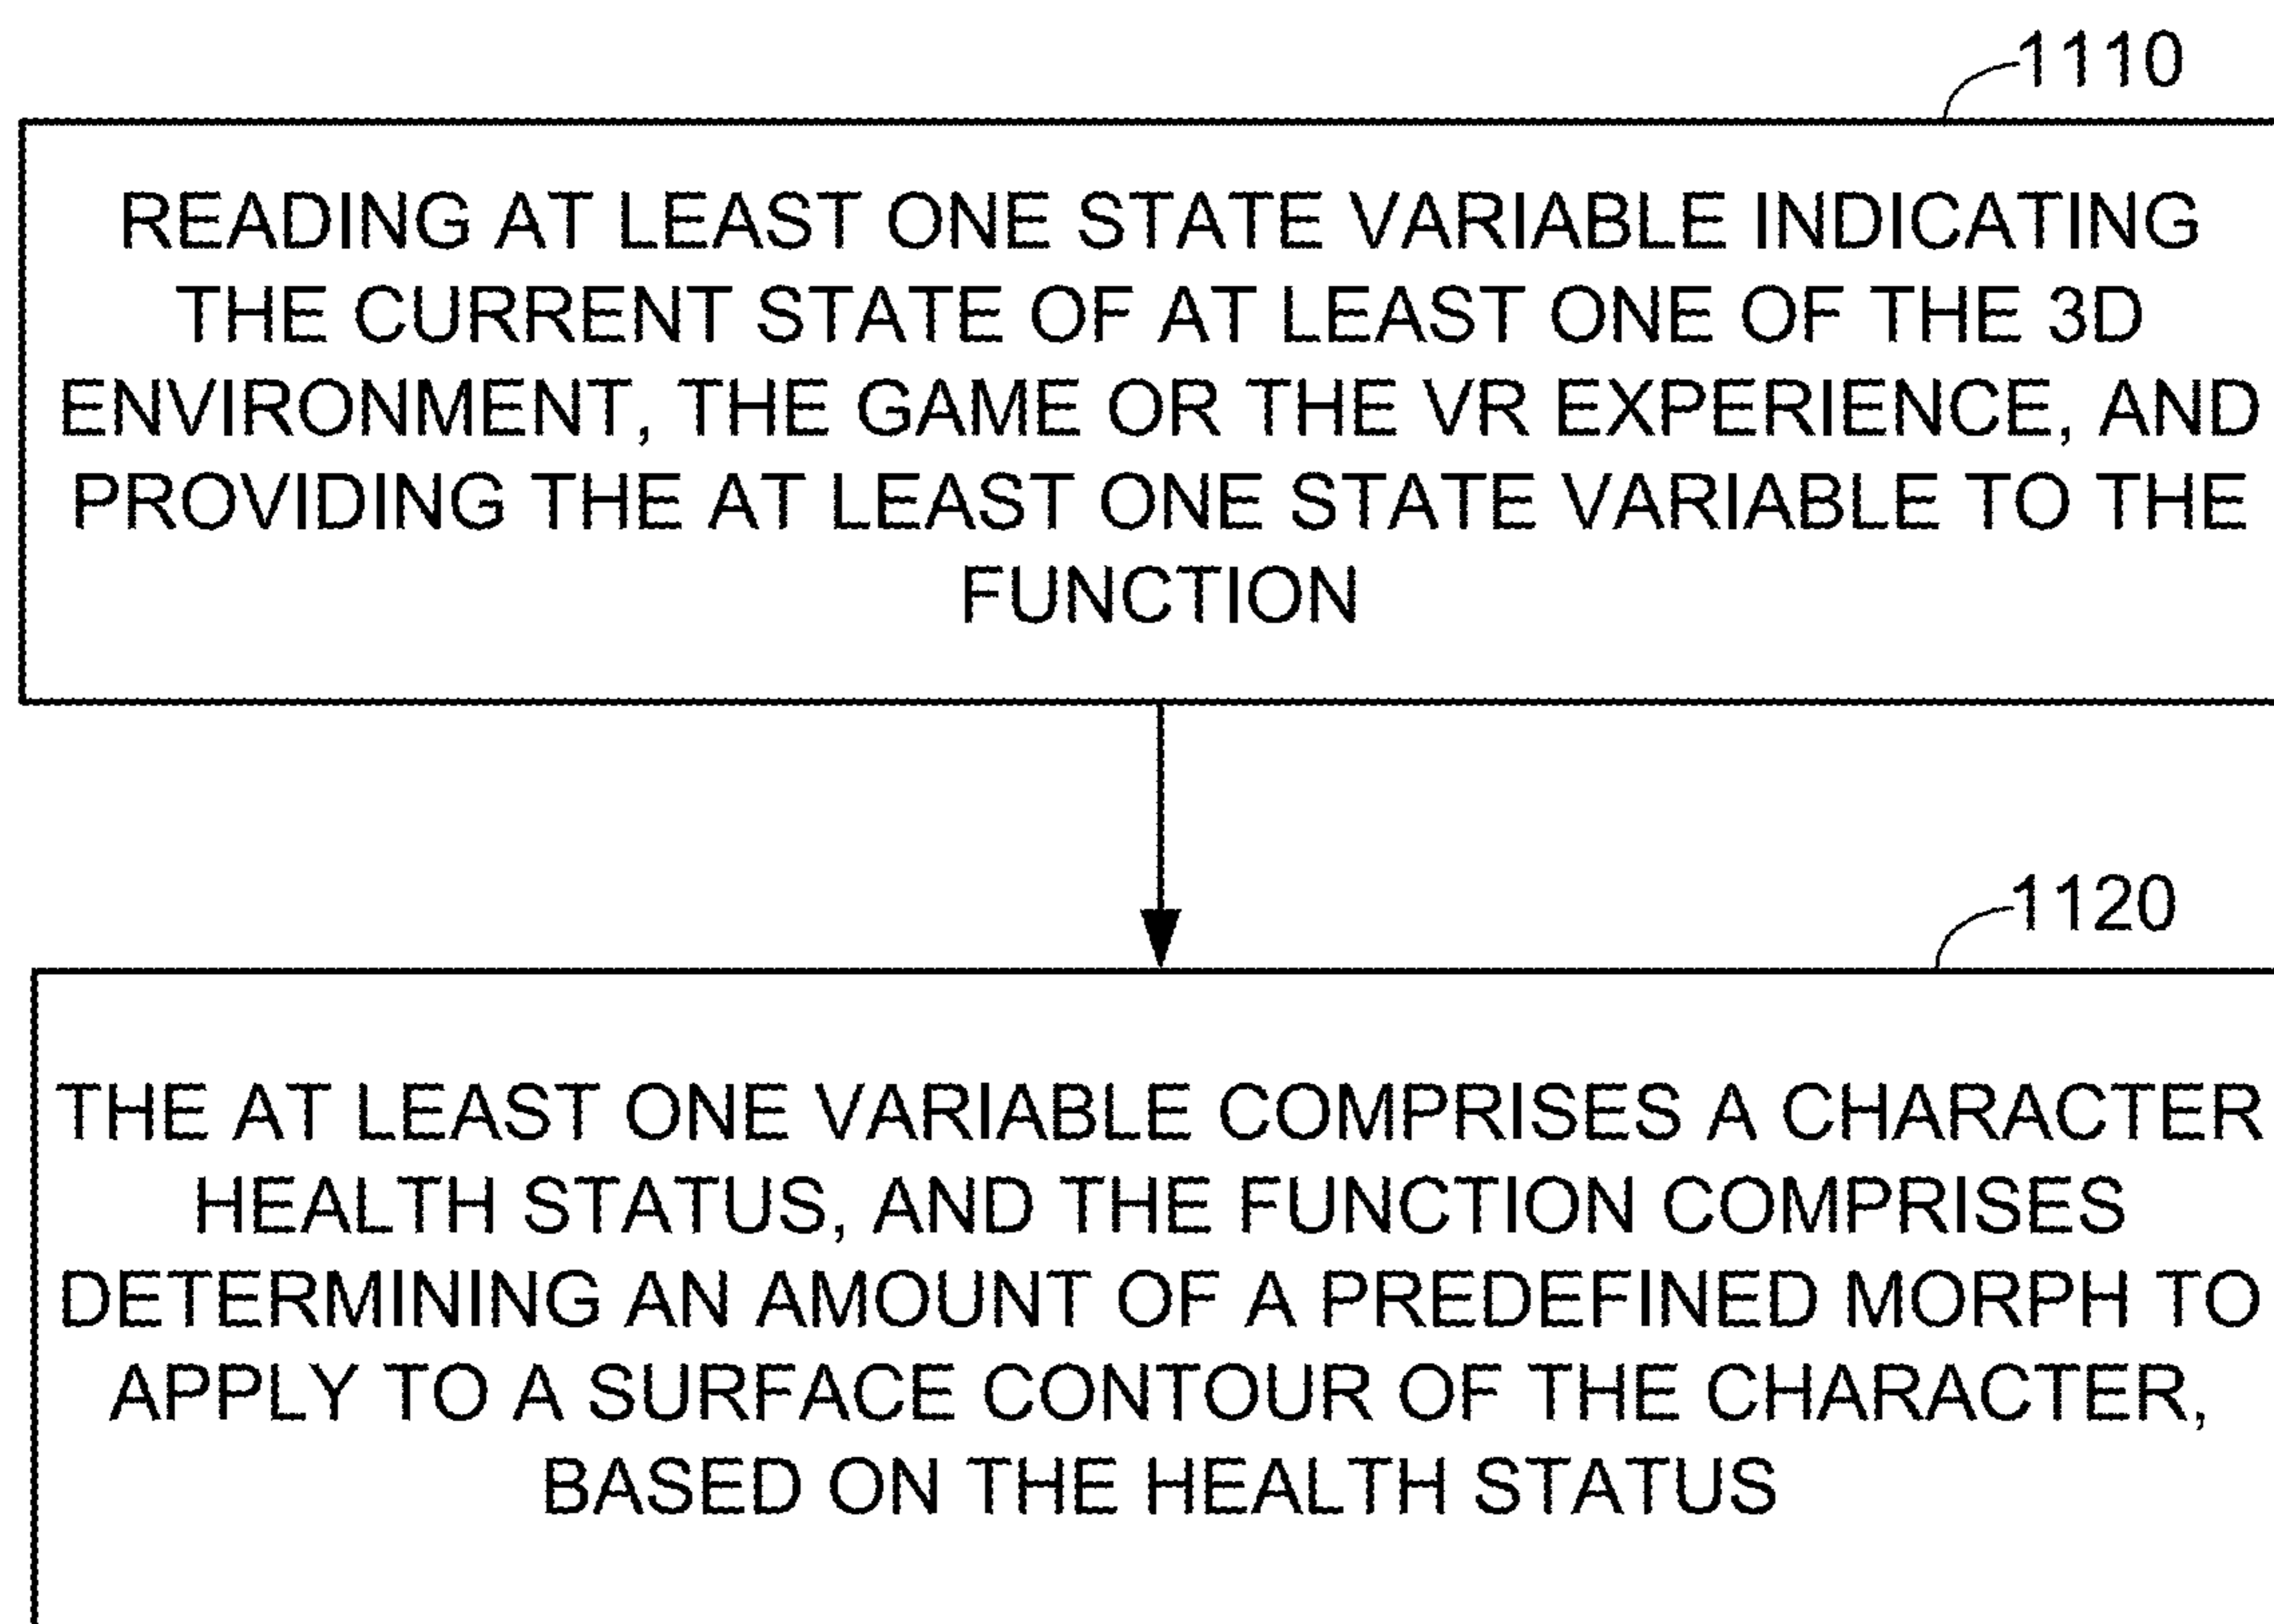 1110
READING AT LEAST ONE STATE VARIABLE INDICATING
THE CURRENT STATE OF AT LEAST ONE OF THE 3D
ENVIRONMENT, THE GAME OR THE VR EXPERIENCE, AND
PROVIDING THE AT LEAST ONE STATE VARIABLE TO THE
FUNCTION
1120
THE AT LEAST ONE VARIABLE COMPRISES A CHARACTER
HEALTH STATUS, AND THE FUNCTION COMPRISES
DETERMINING AN AMOUNT OF A PREDEFINED MORPH TO
APPLY TO A SURFACE CONTOUR OF THE CHARACTER,
BASED ON THE HEALTH STATUS